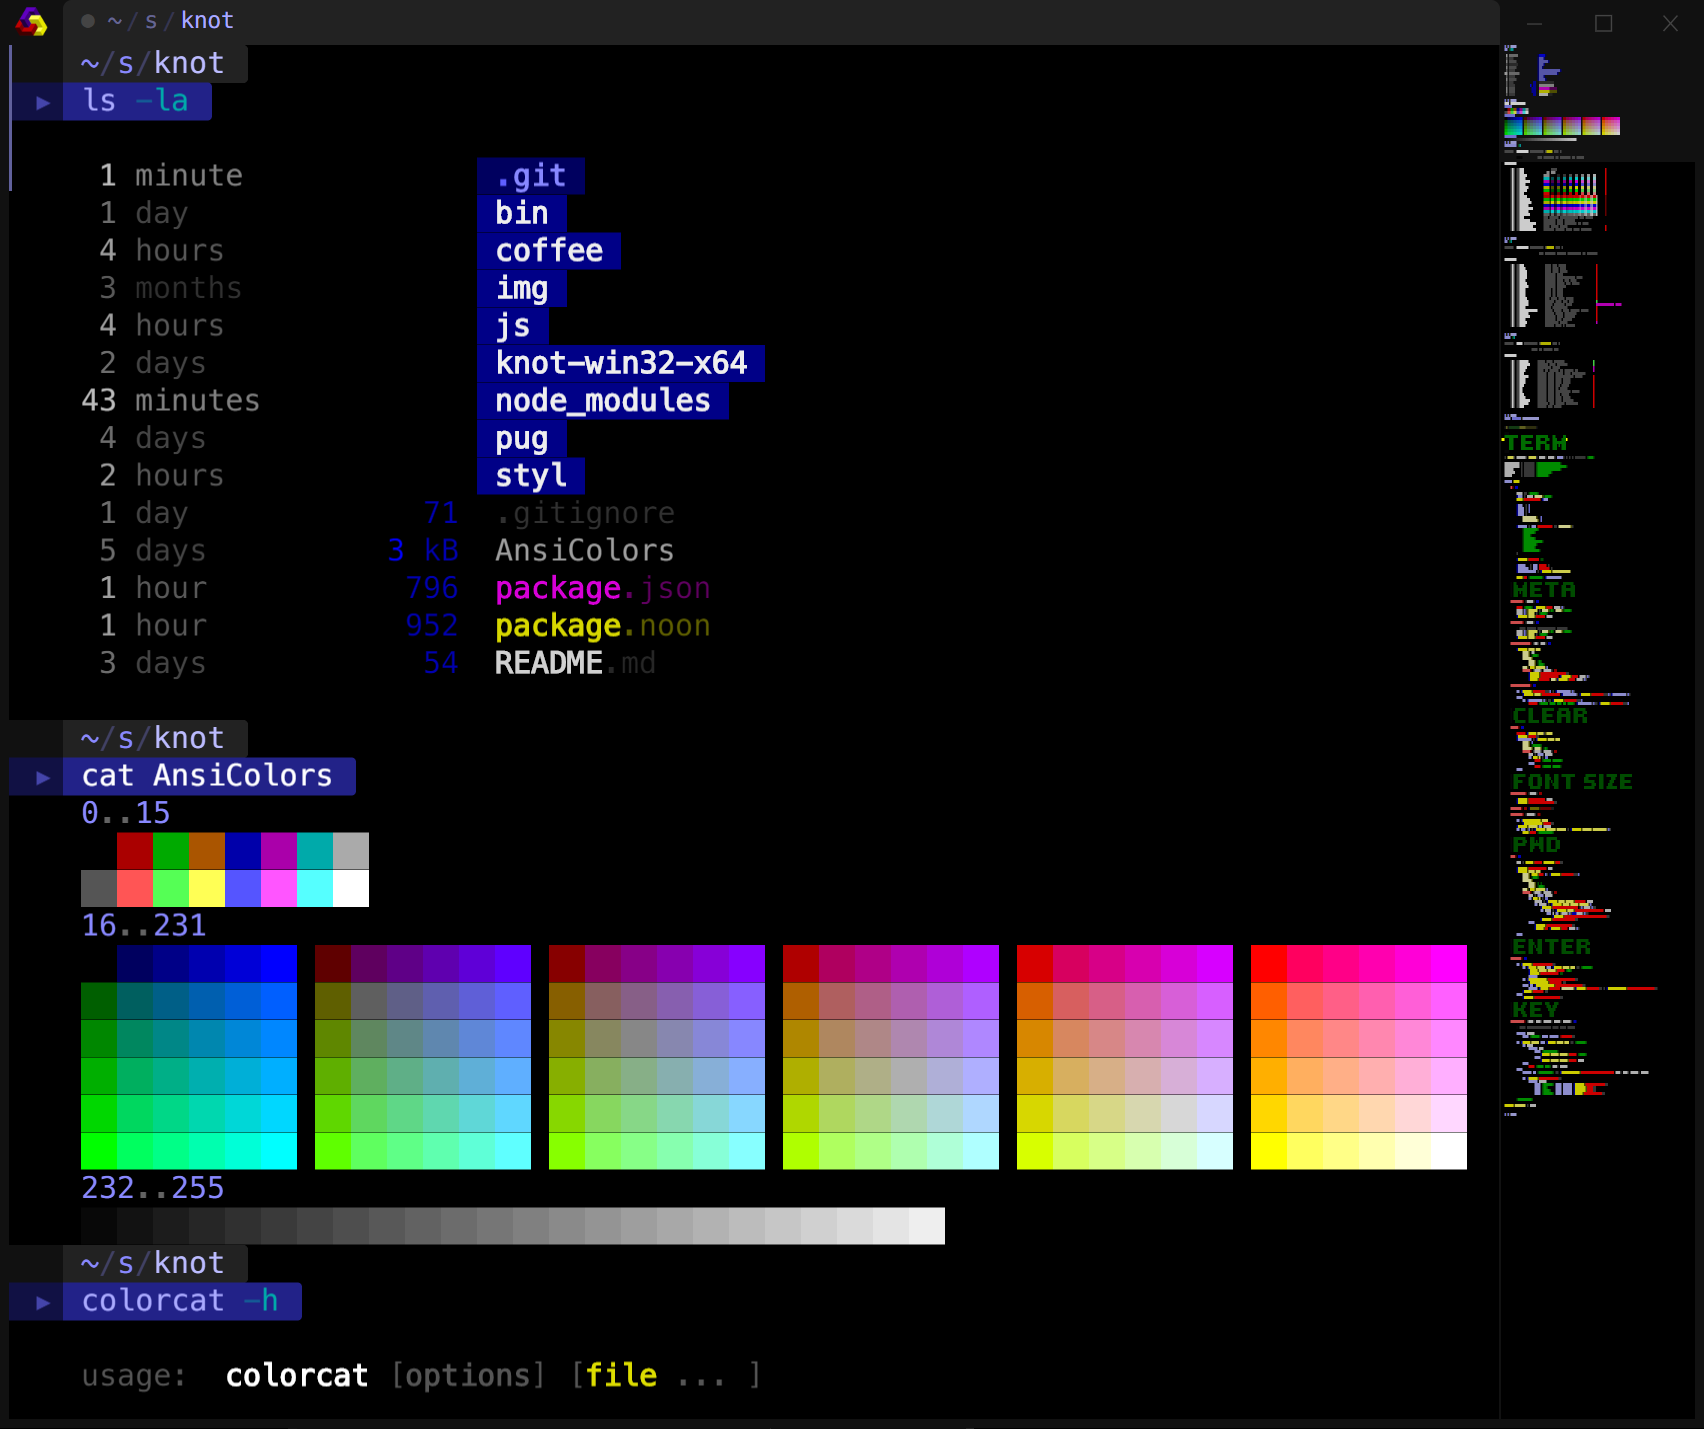 ~/s/knot
~/s/knot
▶ ls -la
1 minute .git
1 day bin
4 hours coffee
3 months img
4 hours js
2 days knot-win32-x64
43 minutes node_modules
4 days pug
2 hours styl
1 day 71 .gitignore
5 days 3 kB AnsiColors
1 hour 796 package.json
1 hour 952 package.noon
3 days 54 README.md
~/s/knot
▶ cat AnsiColors
0..15
16..231
232..255
~/s/knot
▶ colorcat -h
usage: colorcat [options] [file ... ]
TERM
META
CLEAR
FONT SIZE
PWD
ENTER
KEY